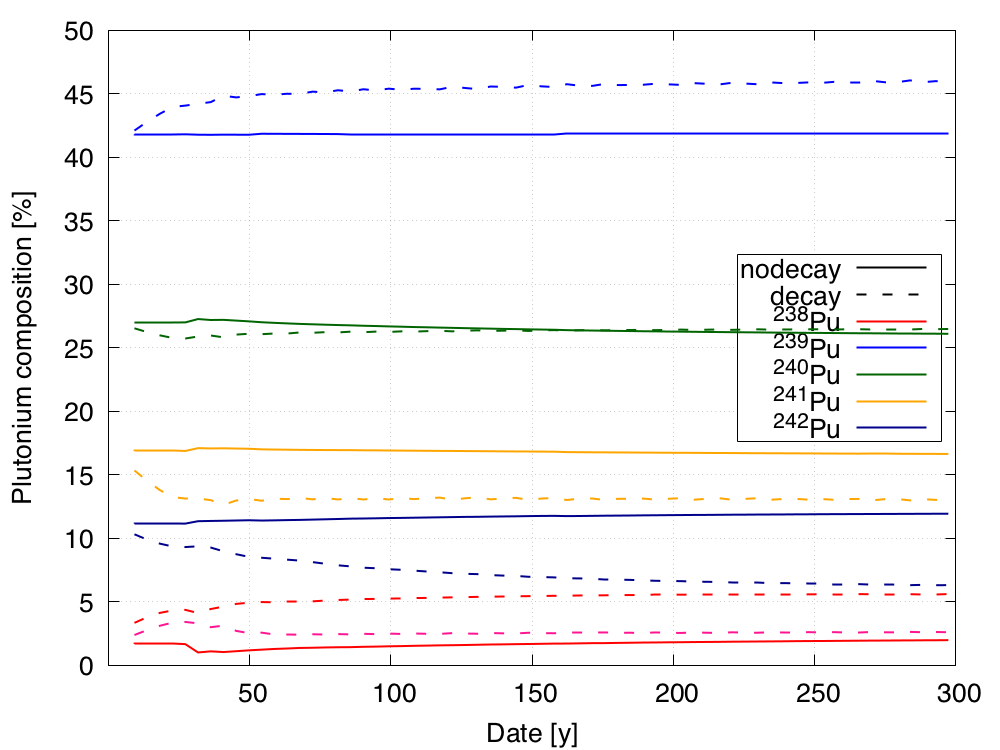 50
45
40
35
30
25
20
15
10
5
0
Plutonium composition [%]
nodecay
decay
²³⁸Pu
²³⁹Pu
²⁴⁰Pu
²⁴¹Pu
²⁴²Pu
50 100 150 200 250 300
Date [y]